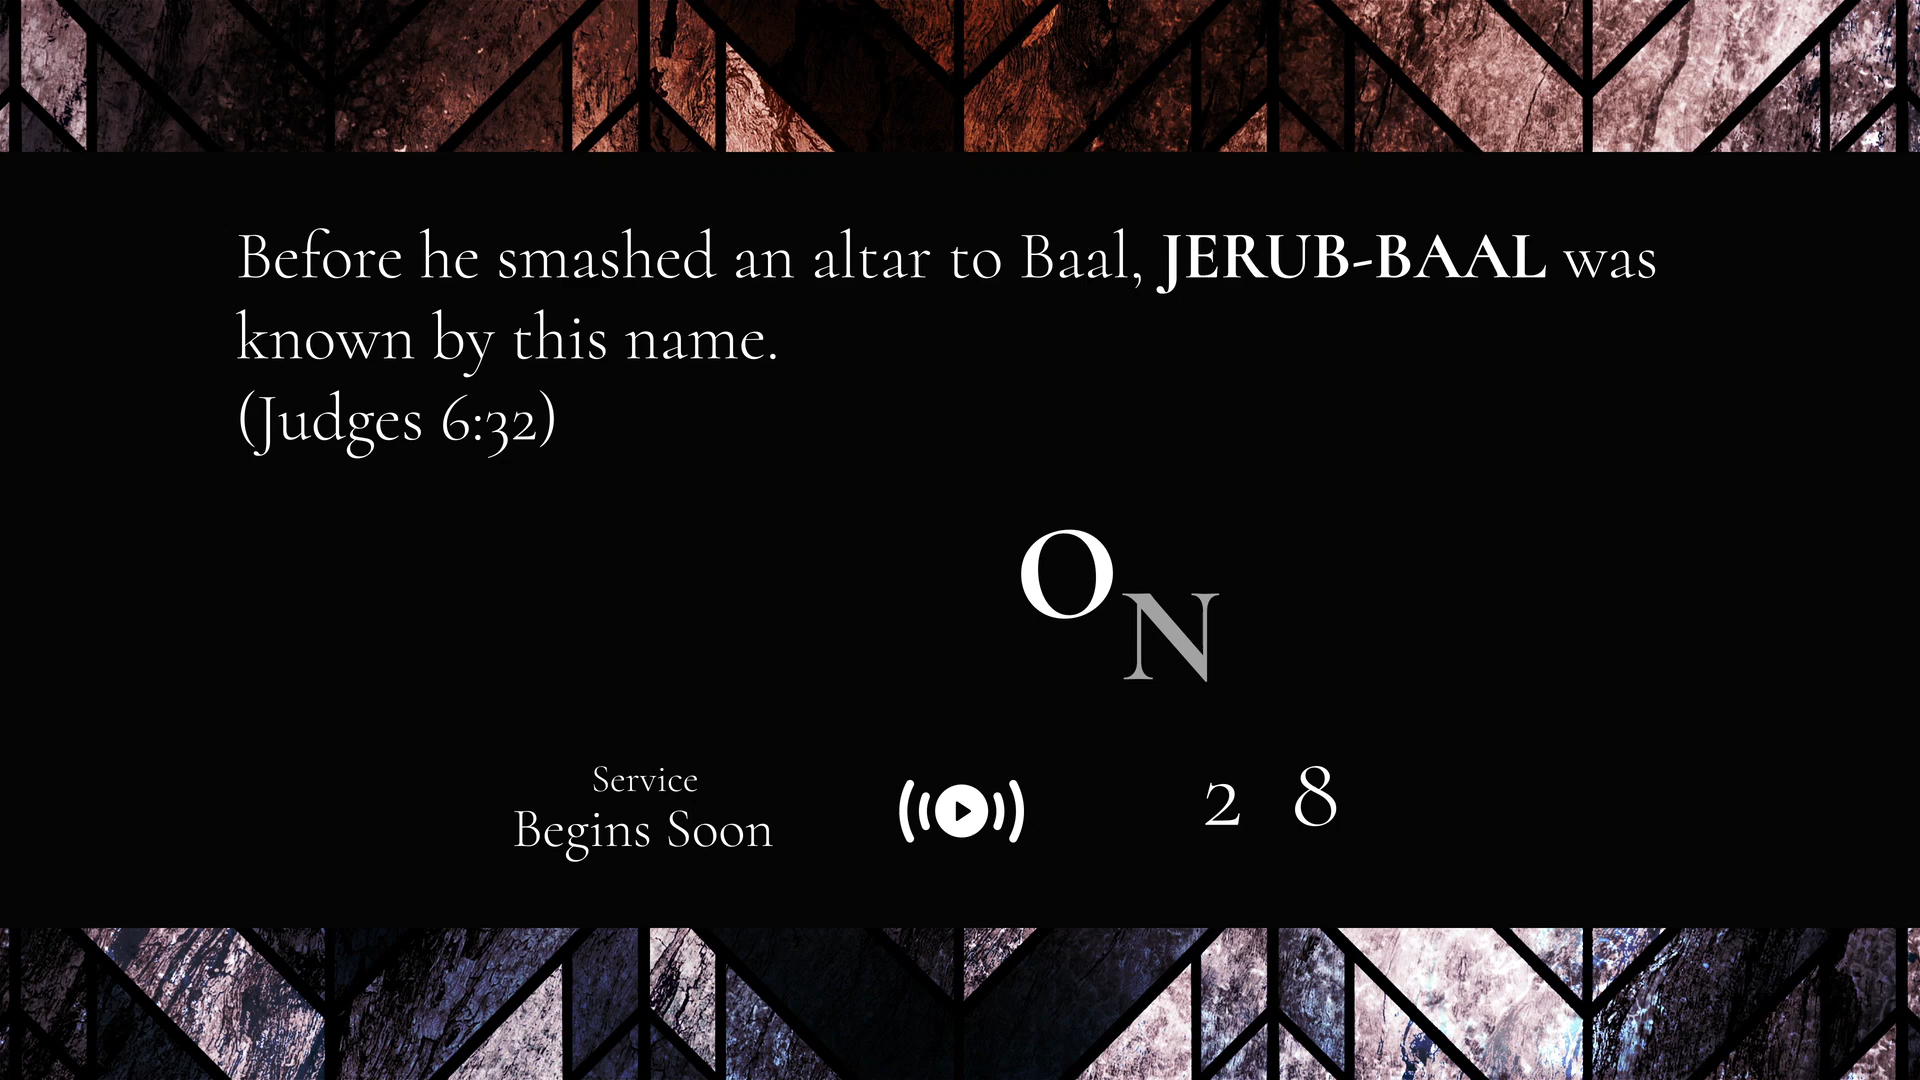 Before he smashed an altar to Baal, JERUB-BAAL was
known by this name.
(Judges 6:32)
O
N
Service
Begins Soon
2 8